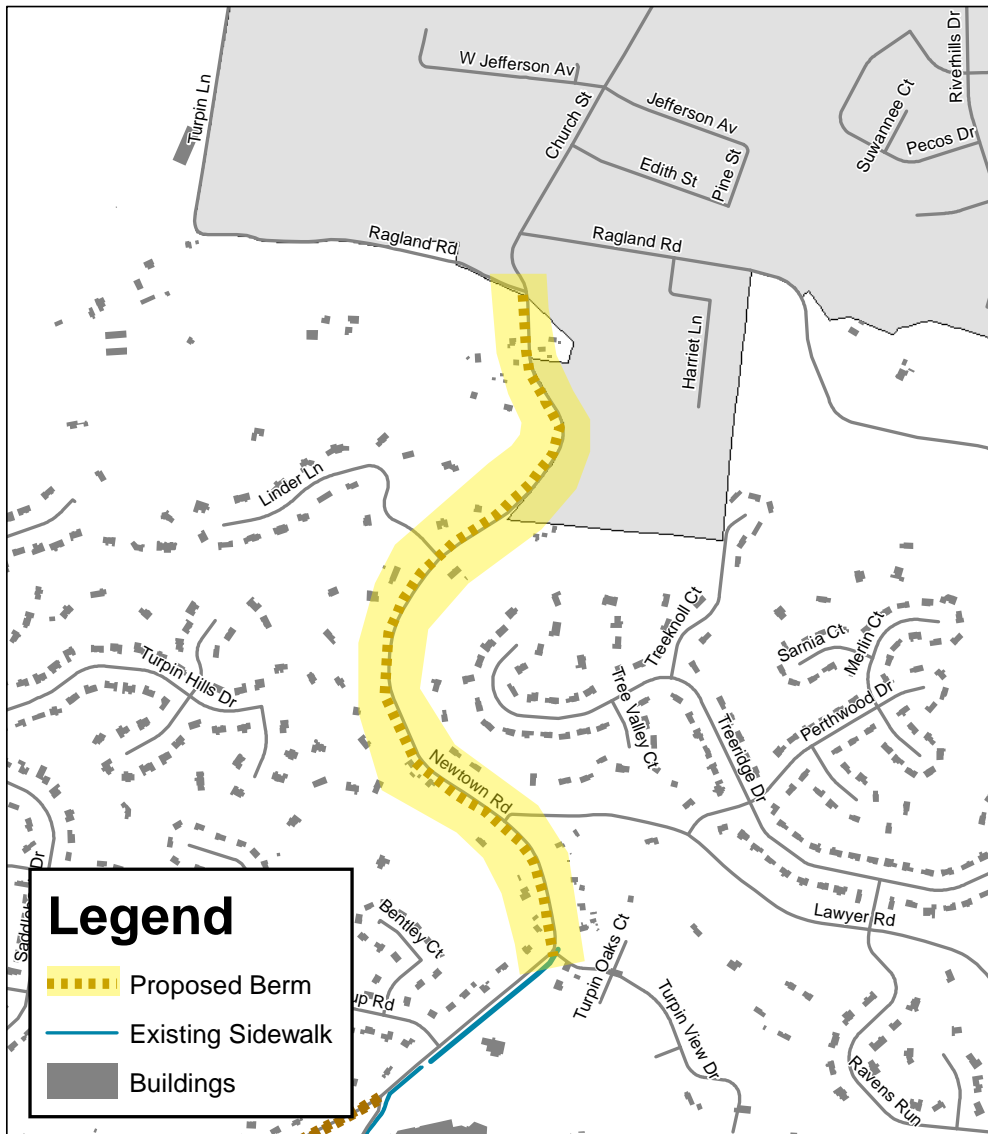 W Jefferson Av
Riverhills Dr
Turpin Ln
Church St
Jefferson Av
Suwannee Ct
Pecos Dr
Edith St
Pine St
Ragland Rd
Ragland Rd
Harriet Ln
Linder Ln
Treeknoll Ct
Sarnia Ct
Merlin Ct
Turpin Hills Dr
Tree Valley Ct
Perthwood Dr
Treeridge Dr
Newtown Rd
Lawyer Rd
Bentley Ct
Turpin Oaks Ct
Turpin View Dr
Ravens Run
Dr
Rd
Legend
Proposed Berm
Existing Sidewalk
Buildings